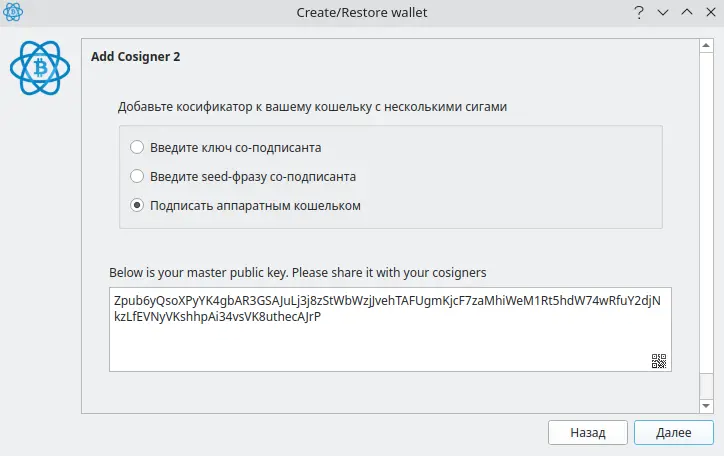 Create/Restore wallet
Add Cosigner 2
Добавьте косификатор к вашему кошельку с несколькими сигами
Введите ключ со-подписанта
Введите seed-фразу со-подписанта
Подписать аппаратным кошельком
Below is your master public key. Please share it with your cosigners
Zpub6yQsoXPyYK4gbAR3GSAJuLj3j8zStWbWzjJvehTAFUgmKjcF7zaMhiWeM1Rt5hdW74wRfuY2djN
kzLfEVNyVKshhpAi34vsVK8uthecAJrP
Назад
Далее